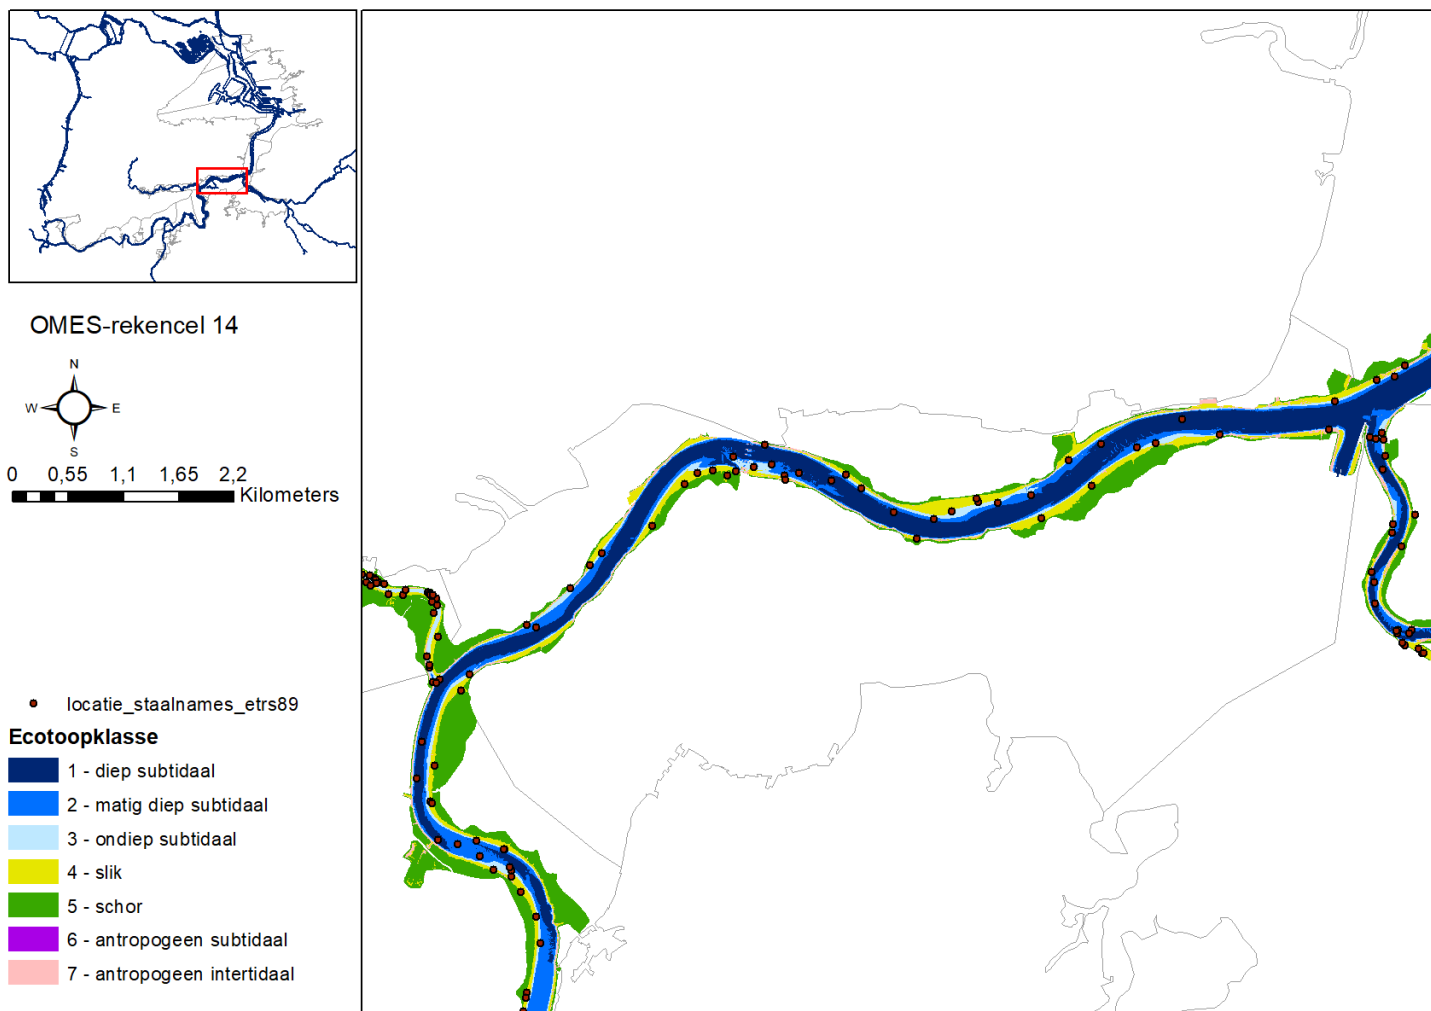 OMES-rekencel 14
N
W E
S
0 0,55 1,1 1,65 2,2
Kilometers
locatie_staalnames_etrs89
Ecotoopklasse
1 - diep subtidaal
2 - matig diep subtidaal
3 - ondiep subtidaal
4 - slik
5 - schor
6 - antropogeen subtidaal
7 - antropogeen intertidaal